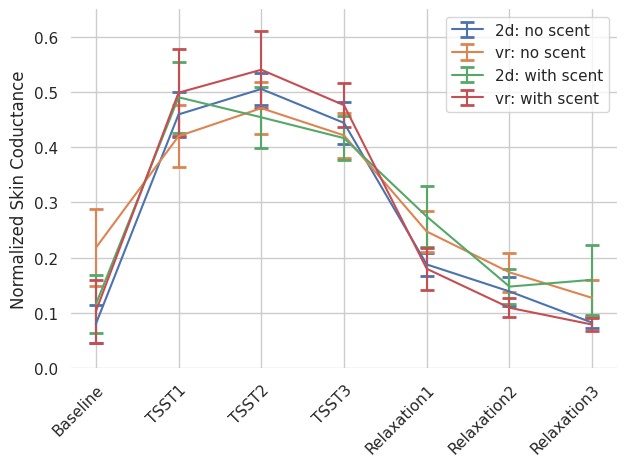 2d: no scent
vr: no scent
2d: with scent
vr: with scent
Normalized Skin Coductance
0.6
0.5
0.4
0.3
0.2
0.1
0.0
Baseline
TSST1
TSST2
TSST3
Relaxation1
Relaxation2
Relaxation3